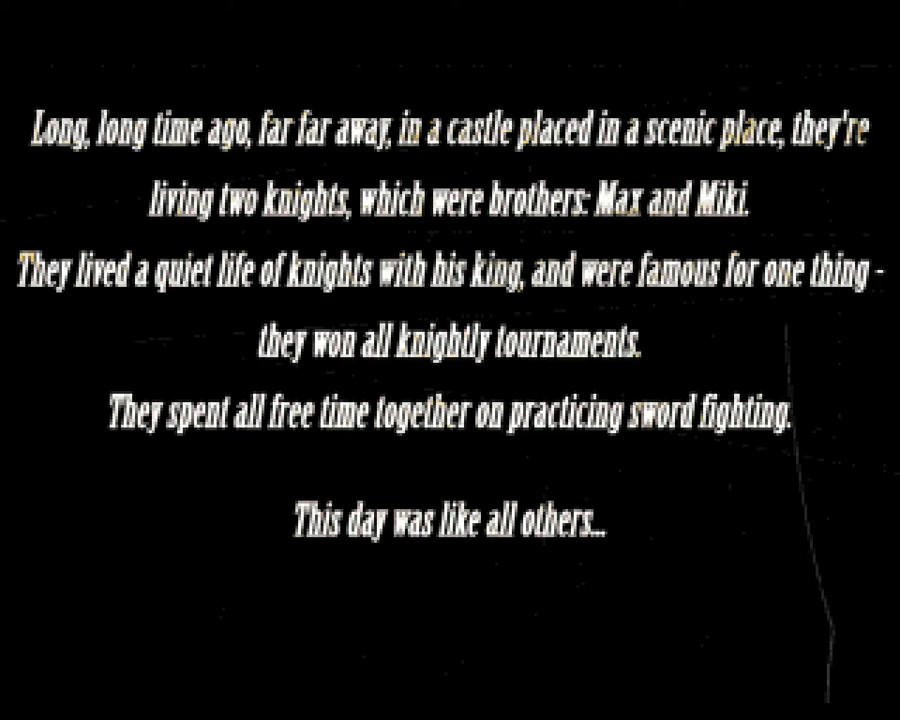 Long, long time ago, far far away, in a castle placed in a scenic place, they're
living two knights, which were brothers: Max and Miki.
They lived a quiet life of knights with his king, and were famous for one thing -
they won all knightly tournaments.
They spent all free time together on practicing sword fighting.
This day was like all others...